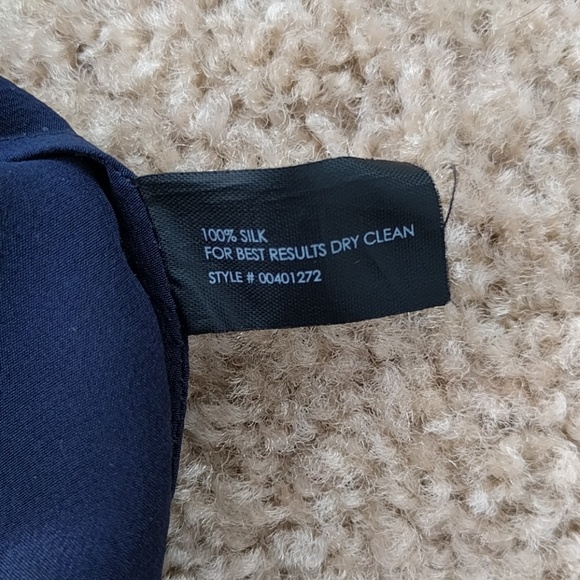 100% SILK
FOR BEST RESULTS DRY CLEAN
STYLE # 00401272